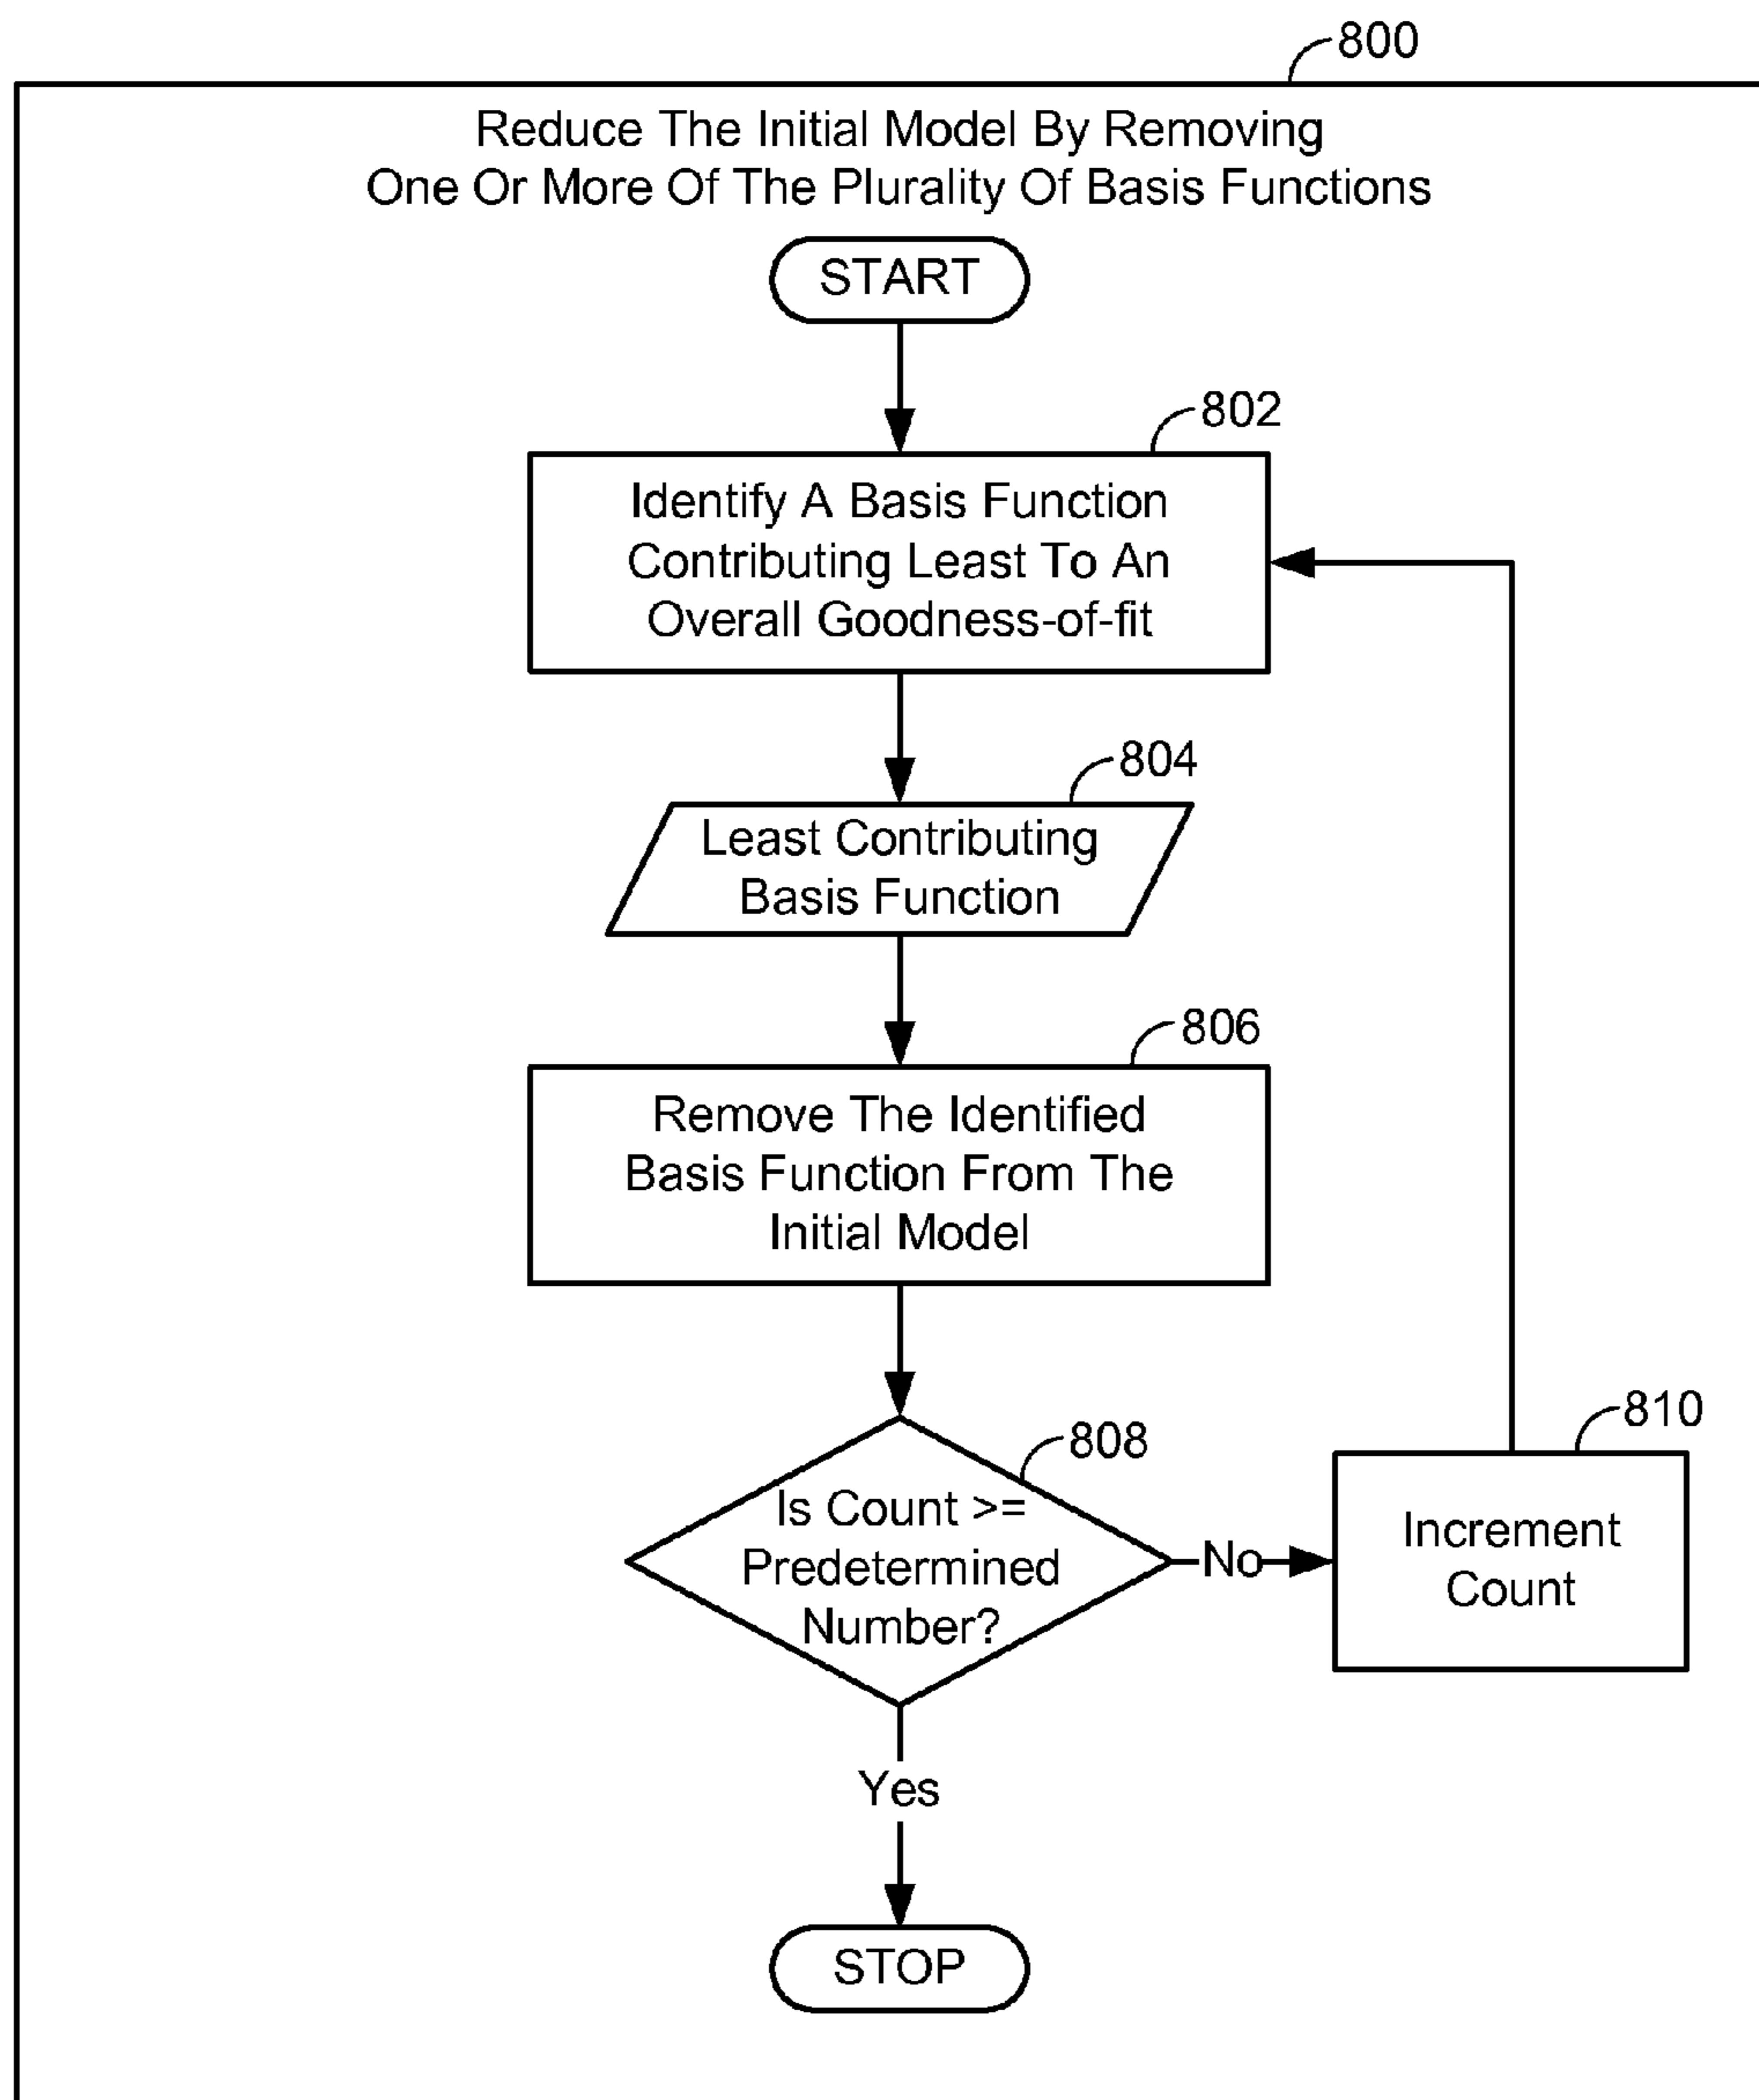 800
Reduce The Initial Model By Removing
One Or More Of The Plurality Of Basis Functions
START
802
Identify A Basis Function
Contributing Least To An
Overall Goodness-of-fit
804
Least Contributing
Basis Function
806
Remove The Identified
Basis Function From The
Initial Model
808
Is Count >=
Predetermined
Number?
No
810
Increment
Count
Yes
STOP